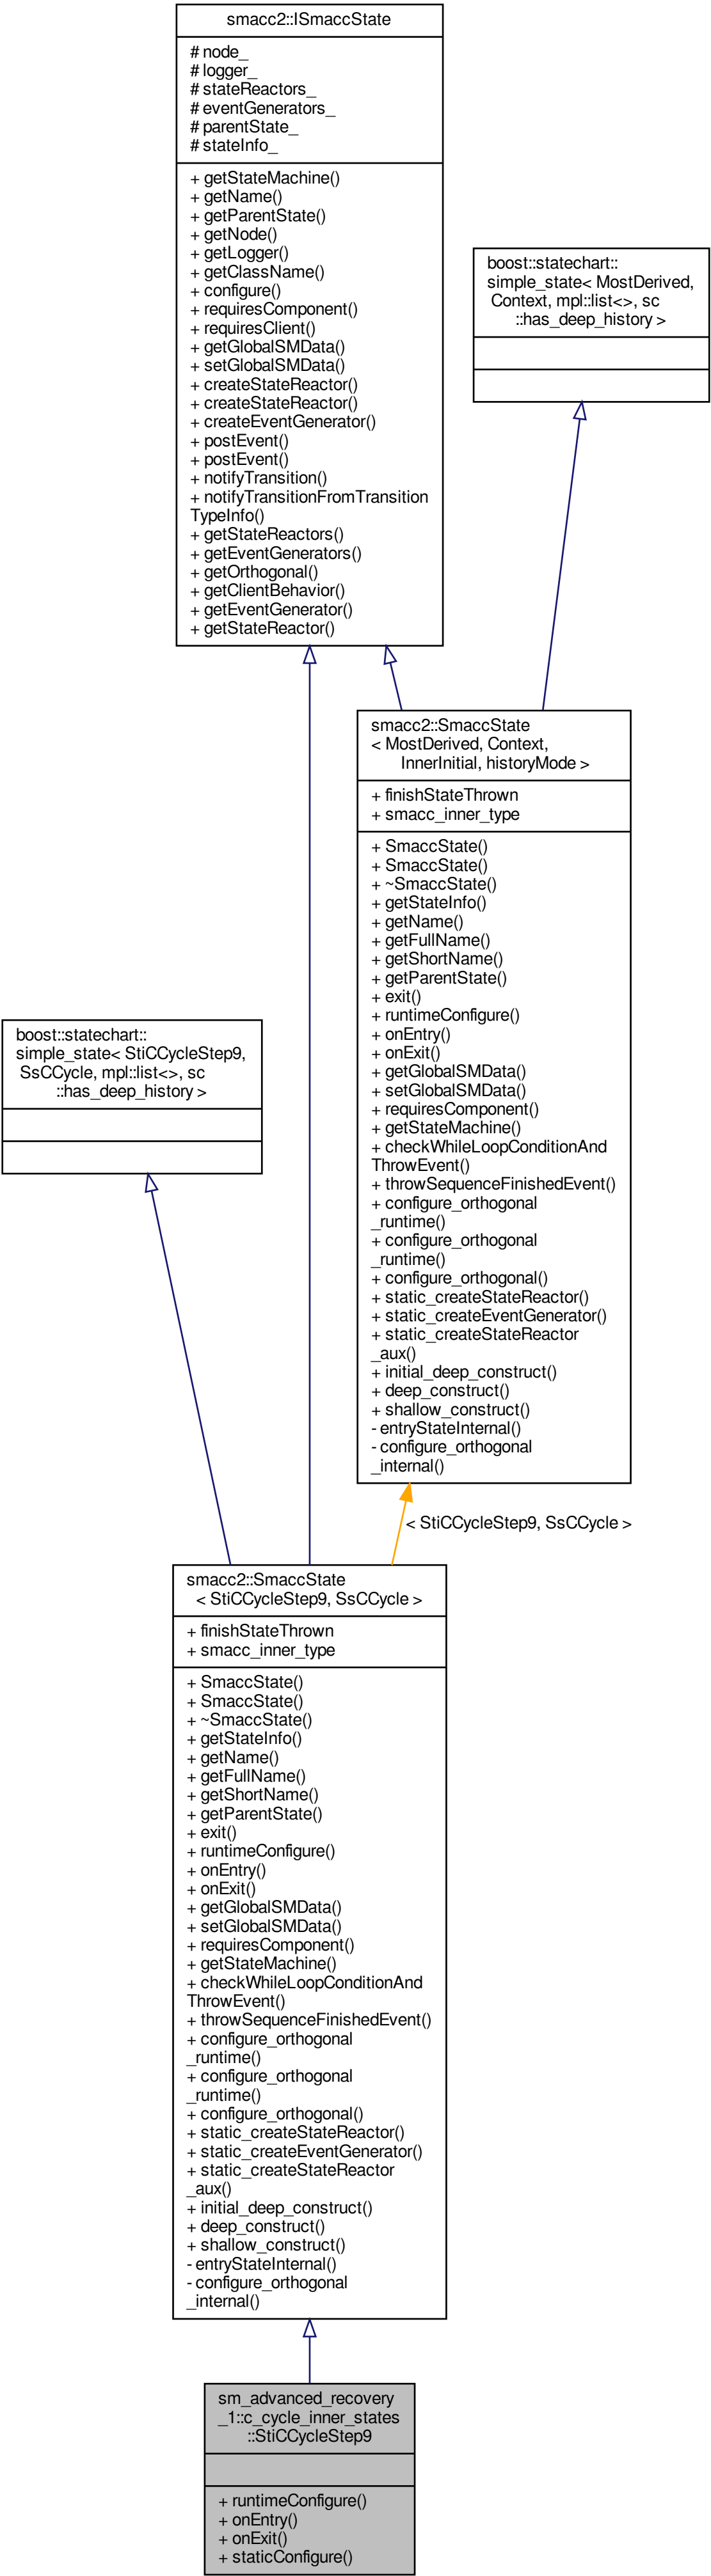 smacc2::ISmaccState
# node_
# logger_
# stateReactors_
# eventGenerators_
# parentState_
# stateInfo_
+ getStateMachine()
+ getName()
+ getParentState()
+ getNode()
+ getLogger()
+ getClassName()
+ configure()
+ requiresComponent()
+ requiresClient()
+ getGlobalSMData()
+ setGlobalSMData()
+ createStateReactor()
+ createStateReactor()
+ createEventGenerator()
+ postEvent()
+ postEvent()
+ notifyTransition()
+ notifyTransitionFromTransition
TypeInfo()
+ getStateReactors()
+ getEventGenerators()
+ getOrthogonal()
+ getClientBehavior()
+ getEventGenerator()
+ getStateReactor()
boost::statechart::
simple_state< MostDerived,
Context, mpl::list<>, sc
::has_deep_history >
smacc2::SmaccState
< MostDerived, Context,
InnerInitial, historyMode >
+ finishStateThrown
+ smacc_inner_type
+ SmaccState()
+ SmaccState()
+ ~SmaccState()
+ getStateInfo()
+ getName()
+ getFullName()
+ getShortName()
+ getParentState()
+ exit()
+ runtimeConfigure()
+ onEntry()
+ onExit()
+ getGlobalSMData()
+ setGlobalSMData()
+ requiresComponent()
+ getStateMachine()
+ checkWhileLoopConditionAnd
ThrowEvent()
+ throwSequenceFinishedEvent()
+ configure_orthogonal
_runtime()
+ configure_orthogonal
_runtime()
+ configure_orthogonal()
+ static_createStateReactor()
+ static_createEventGenerator()
+ static_createStateReactor
_aux()
+ initial_deep_construct()
+ deep_construct()
+ shallow_construct()
- entryStateInternal()
- configure_orthogonal
_internal()
boost::statechart::
simple_state< StiCCycleStep9,
SsCCycle, mpl::list<>, sc
::has_deep_history >
< StiCCycleStep9, SsCCycle >
smacc2::SmaccState
< StiCCycleStep9, SsCCycle >
+ finishStateThrown
+ smacc_inner_type
+ SmaccState()
+ SmaccState()
+ ~SmaccState()
+ getStateInfo()
+ getName()
+ getFullName()
+ getShortName()
+ getParentState()
+ exit()
+ runtimeConfigure()
+ onEntry()
+ onExit()
+ getGlobalSMData()
+ setGlobalSMData()
+ requiresComponent()
+ getStateMachine()
+ checkWhileLoopConditionAnd
ThrowEvent()
+ throwSequenceFinishedEvent()
+ configure_orthogonal
_runtime()
+ configure_orthogonal
_runtime()
+ configure_orthogonal()
+ static_createStateReactor()
+ static_createEventGenerator()
+ static_createStateReactor
_aux()
+ initial_deep_construct()
+ deep_construct()
+ shallow_construct()
- entryStateInternal()
- configure_orthogonal
_internal()
sm_advanced_recovery
_1::c_cycle_inner_states
::StiCCycleStep9
+ runtimeConfigure()
+ onEntry()
+ onExit()
+ staticConfigure()